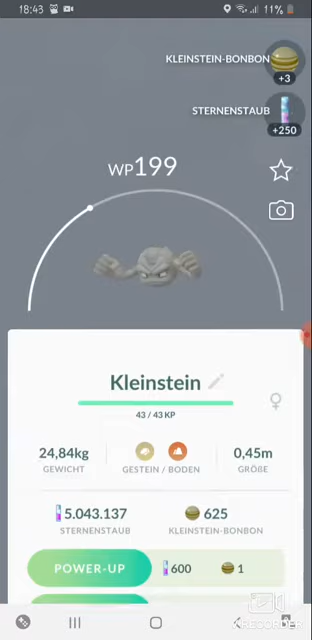 18:43 11%
KLEINSTEIN-BONBON
+3
STERNENSTAUB
+250
WP199
Kleinstein
43 / 43 KP
24,84kg
GEWICHT
GESTEIN / BODEN
0,45m
GRÖßE
5.043.137
STERNENSTAUB
625
KLEINSTEIN-BONBON
POWER-UP
600
1
RECORDER